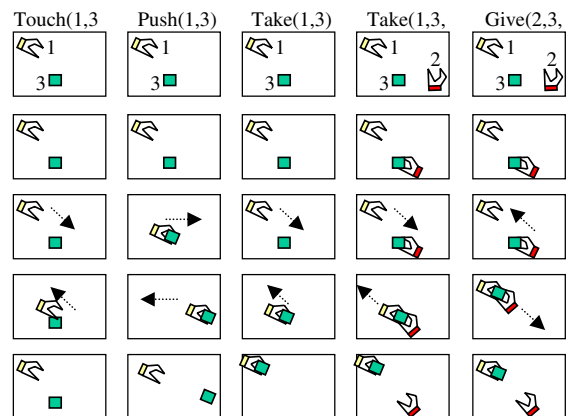 Touch(1,3 Push(1,3) Take(1,3) Take(1,3, Give(2,3,
1 1 1 1 2 1 2
3 3 3 3 3